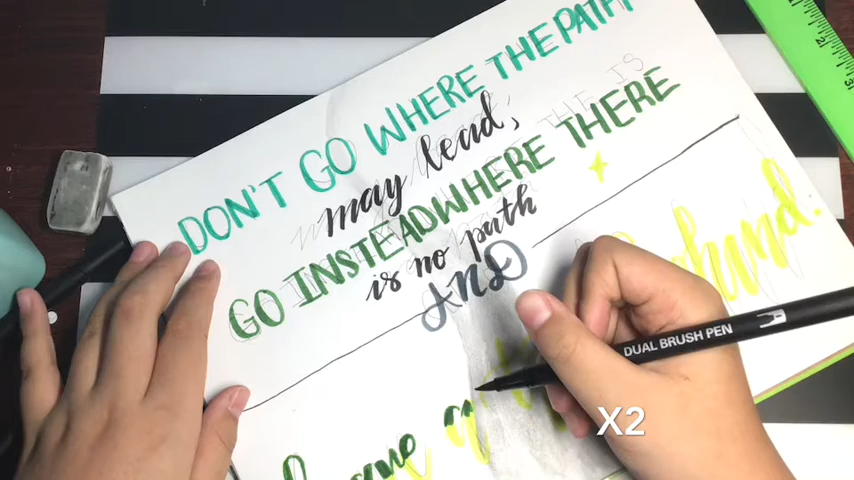 DON'T GO WHERE THE PATH
may lead,
GO INSTEAD WHERE THERE
is no path
AND
DUAL BRUSH PEN
X2